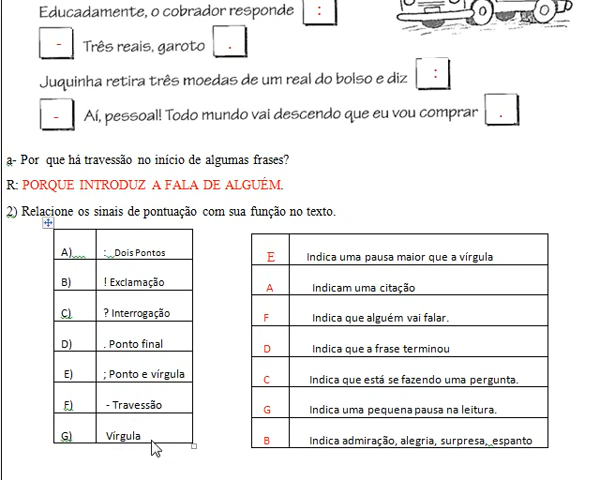 Educadamente, o cobrador responde :
- Três reais, garoto .
Juquinha retira três moedas de um real do bolso e diz :
- Aí, pessoal! Todo mundo vai descendo que eu vou comprar .
a- Por que há travessão no início de algumas frases?
R: PORQUE INTRODUZ A FALA DE ALGUÉM.
2) Relacione os sinais de pontuação com sua função no texto.
A) : Dois Pontos
B) ! Exclamação
C) ? Interrogação
D) . Ponto final
E) ; Ponto e vírgula
F) - Travessão
G) Vírgula
E Indica uma pausa maior que a vírgula
A Indicam uma citação
F Indica que alguém vai falar.
D Indica que a frase terminou
C Indica que está se fazendo uma pergunta.
G Indica uma pequena pausa na leitura.
B Indica admiração, alegria, surpresa, espanto